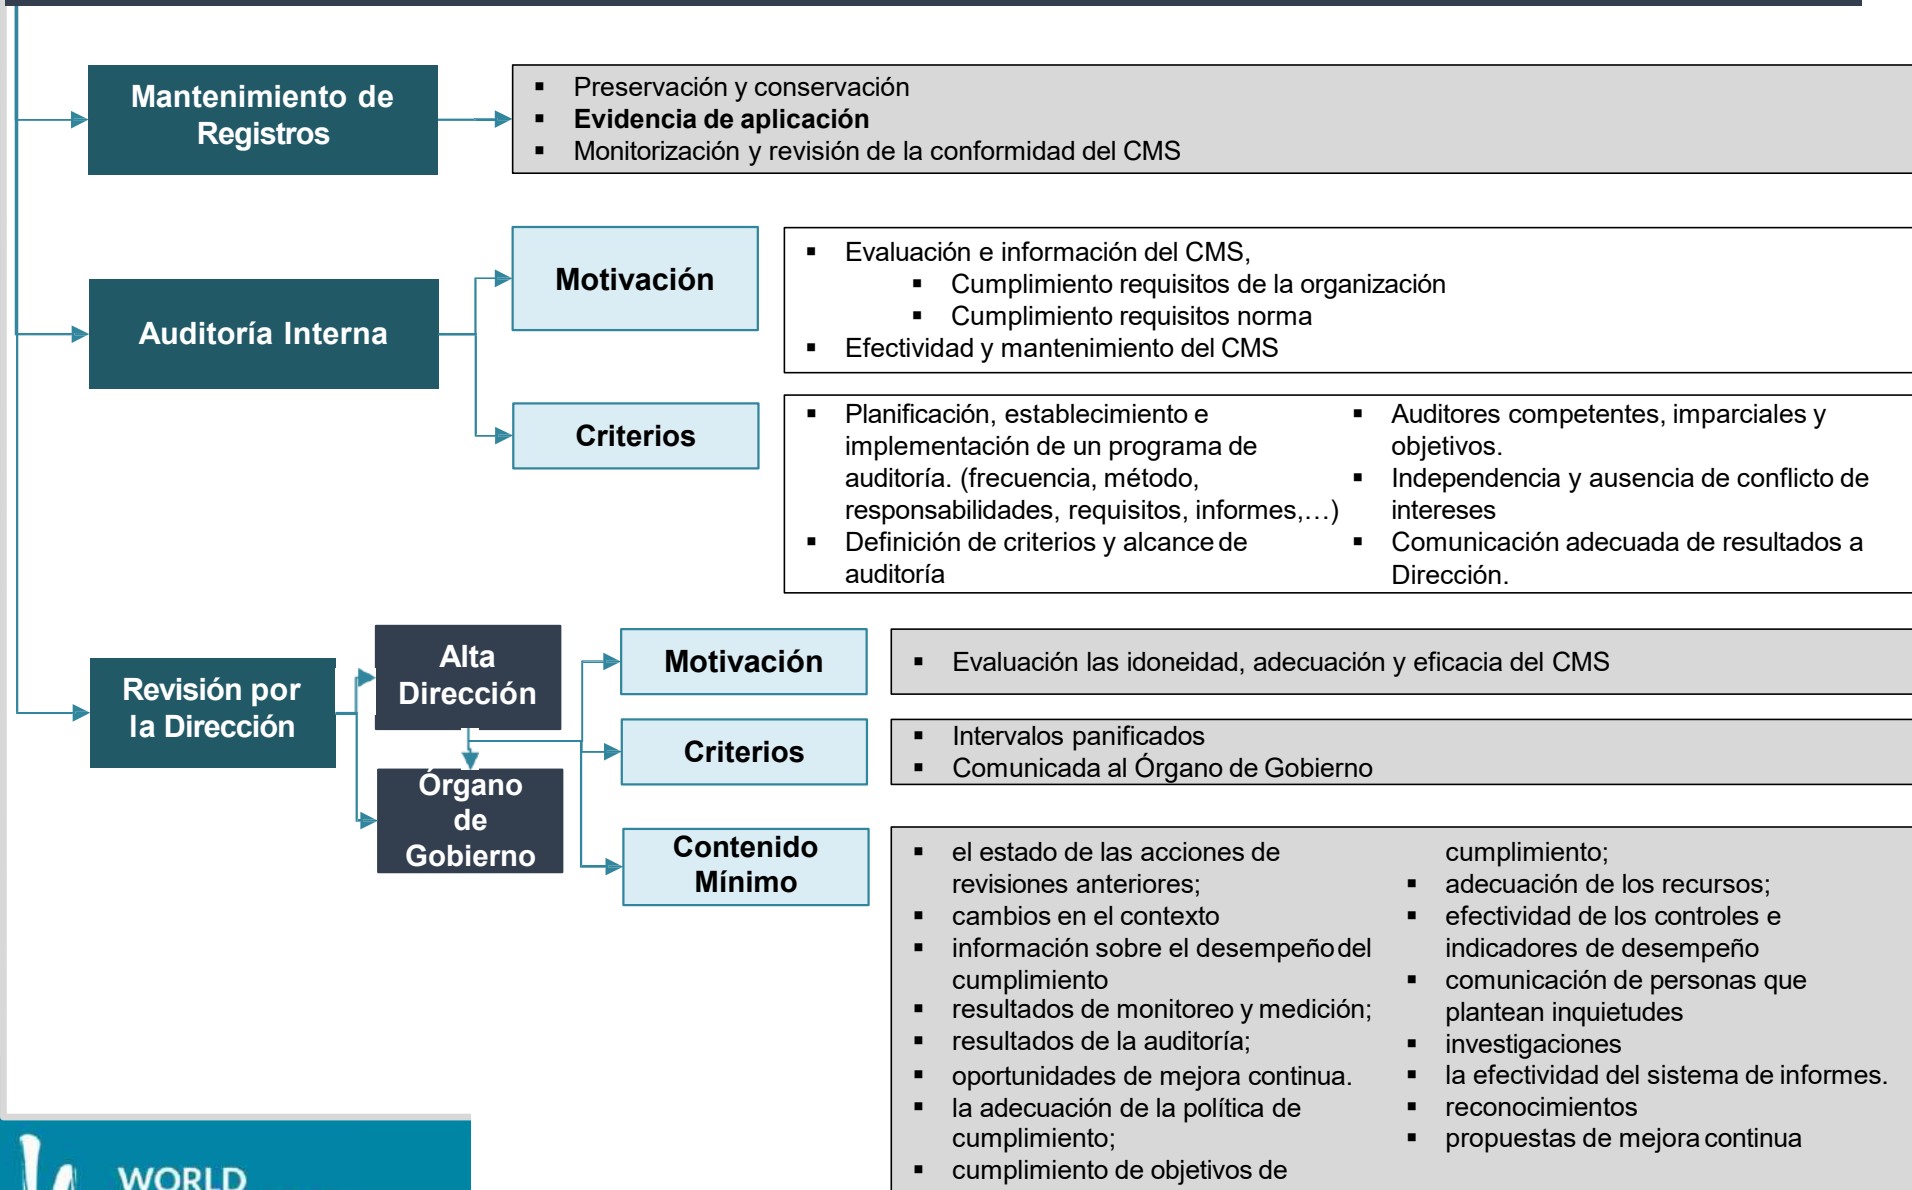 Mantenimiento de
Registros
▪ Preservación y conservación
▪ Evidencia de aplicación
▪ Monitorización y revisión de la conformidad del CMS
Auditoría Interna
Motivación
▪ Evaluación e información del CMS,
▪ Cumplimiento requisitos de la organización
▪ Cumplimiento requisitos norma
▪ Efectividad y mantenimiento del CMS
Criterios
▪ Planificación, establecimiento e
implementación de un programa de
auditoría. (frecuencia, método,
responsabilidades, requisitos, informes,…)
▪ Definición de criterios y alcance de
auditoría
▪ Auditores competentes, imparciales y
objetivos.
▪ Independencia y ausencia de conflicto de
intereses
▪ Comunicación adecuada de resultados a
Dirección.
Revisión por
la Dirección
Alta
Dirección
Órgano
de
Gobierno
Motivación
▪ Evaluación las idoneidad, adecuación y eficacia del CMS
Criterios
▪ Intervalos panificados
▪ Comunicada al Órgano de Gobierno
Contenido
Mínimo
▪ el estado de las acciones de
revisiones anteriores;
▪ cambios en el contexto
▪ información sobre el desempeño del
cumplimiento
▪ resultados de monitoreo y medición;
▪ resultados de la auditoría;
▪ oportunidades de mejora continua.
▪ la adecuación de la política de
cumplimiento;
▪ cumplimiento de objetivos de
cumplimiento;
▪ adecuación de los recursos;
▪ efectividad de los controles e
indicadores de desempeño
▪ comunicación de personas que
plantean inquietudes
▪ investigaciones
▪ la efectividad del sistema de informes.
▪ reconocimientos
▪ propuestas de mejora continua
WORLD